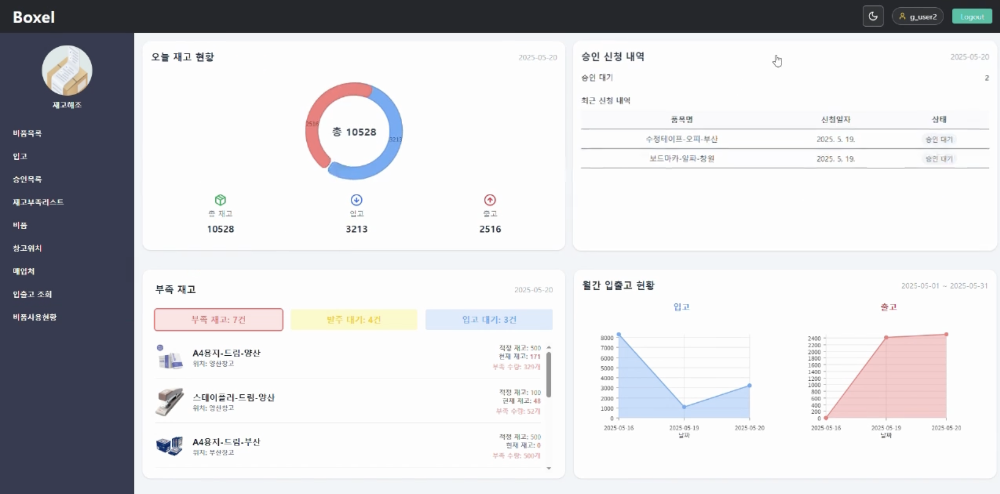 Boxel
g_user2
Logout
재고해조
비품목록
입고
승인목록
재고부족리스트
비품
창고위치
매입처
입출고 조회
비품사용현황
오늘 재고 현황
2025-05-20
2516
총 10528
3213
총 재고
입고
출고
10528
3213
2516
승인 신청 내역
2025-05-20
승인 대기
2
최근 신청 내역
품목명 신청일자 상태
수정테이프-오피-부산 2025. 5. 19. 승인 대기
보드마카-알파-창원 2025. 5. 19. 승인 대기
부족 재고
2025-05-20
부족 재고: 7건
발주 대기: 4건
입고 대기: 3건
A4용지-드림-양산
위치: 양산창고
적정 재고: 500
현재 재고: 171
부족 수량: 329개
스테이플러-드림-양산
위치: 양산창고
적정 재고: 100
현재 재고: 48
부족 수량: 52개
A4용지-드림-부산
위치: 부산창고
적정 재고: 500
현재 재고: 0
부족 수량: 500개
월간 입출고 현황
2025-05-01 ~ 2025-05-31
입고
8000
7000
6000
5000
4000
3000
2000
1000
0
2025-05-16
2025-05-19
2025-05-20
날짜
출고
2400
2200
2000
1800
1600
1400
1200
1000
800
600
400
200
0
2025-05-16
2025-05-19
2025-05-20
날짜